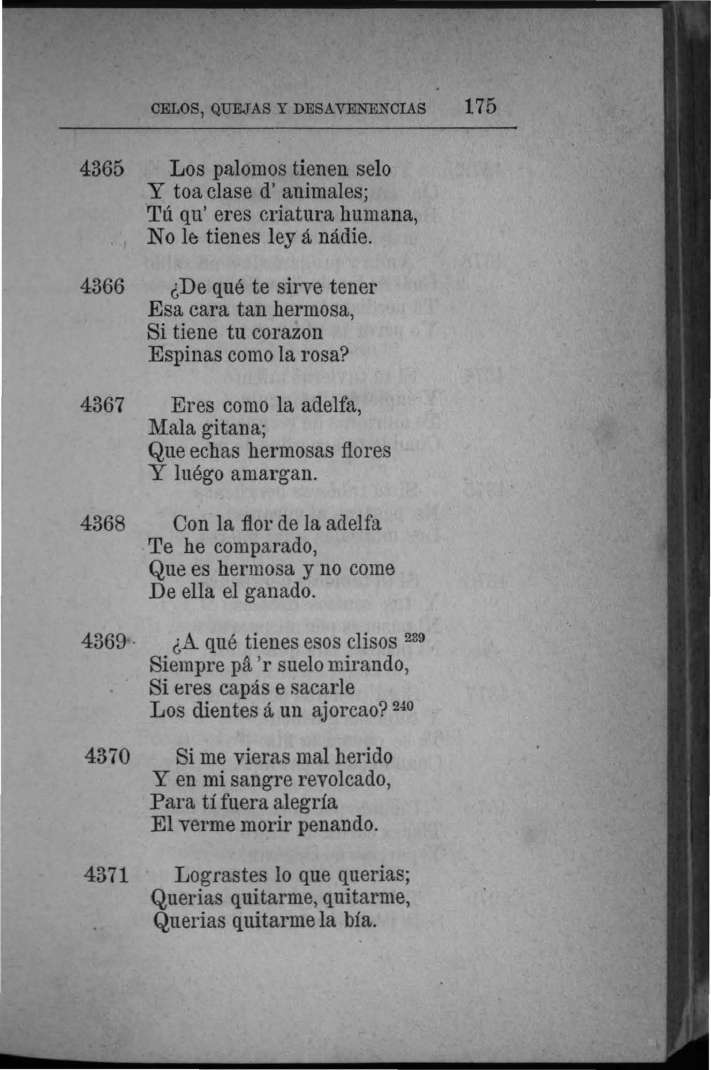 CELOS, QUEJAS Y DESAVENENCIAS 175
4365 Los palomos tienen selo
Y toa clase d' animales;
Tú qu' eres criatura humana,
No le tienes ley á nádie.
4366 ¿De qué te sirve tener
Esa cara tan hermosa,
Si tiene tu corazon
Espinas como la rosa?
4367 Eres como la adelfa,
Mala gitana;
Que echas hermosas flores
Y luégo amargan.
4368 Con la flor de la adelfa
Te he comparado,
Que es hermosa y no come
De ella el ganado.
4369 ¿A qué tienes esos clisos 239
Siempre pâ 'r suelo mirando,
Si eres capás e sacarle
Los dientes á un ajorcao? 240
4370 Si me vieras mal herido
Y en mi sangre revolcado,
Para tí fuera alegría
El verme morir penando.
4371 Lograstes lo que querias;
Querias quitarme, quitarme,
Querias quitarme la bía.